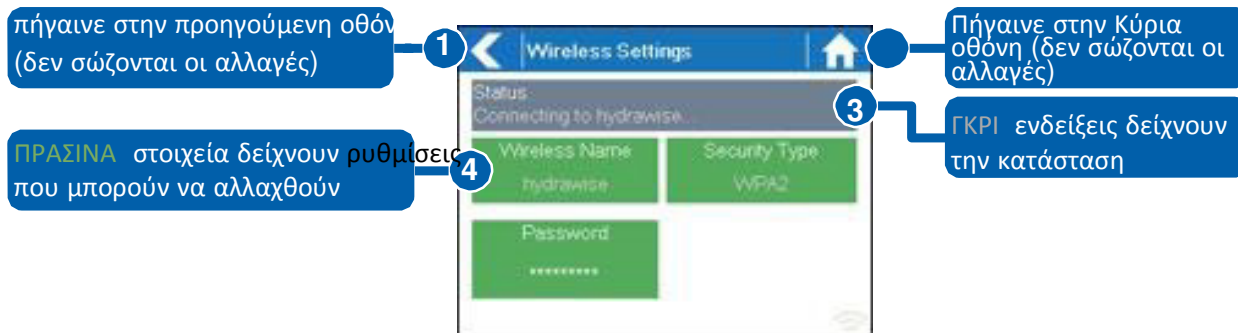 πήγαινε στην προηγούμενη οθόν
(δεν σώζονται οι αλλαγές)
1
Wireless Settings
Πήγαινε στην Κύρια
οθόνη (δεν σώζονται οι
αλλαγές)
Status
Connecting to hydrawise...
3
ΓΚΡΙ ενδείξεις δείχνουν
την κατάσταση
ΠΡΑΣΙΝΑ στοιχεία δείχνουν ρυθμίσεις
που μπορούν να αλλαχθούν
4
Wireless Name
hydrawise
Security Type
WPA2
Password
*********